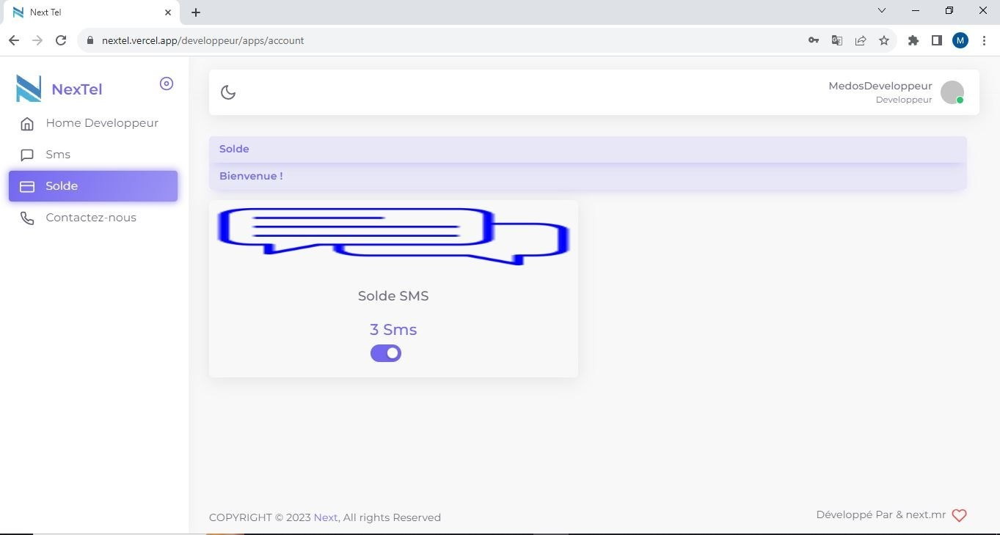 Next Tel
nextel.vercel.app/developpeur/apps/account
M
NexTel
Home Developpeur
Sms
Solde
Contactez-nous
MedosDeveloppeur
Developpeur
Solde
Bienvenue !
Solde SMS
3 Sms
COPYRIGHT © 2023 Next, All rights Reserved
Développé Par & next.mr